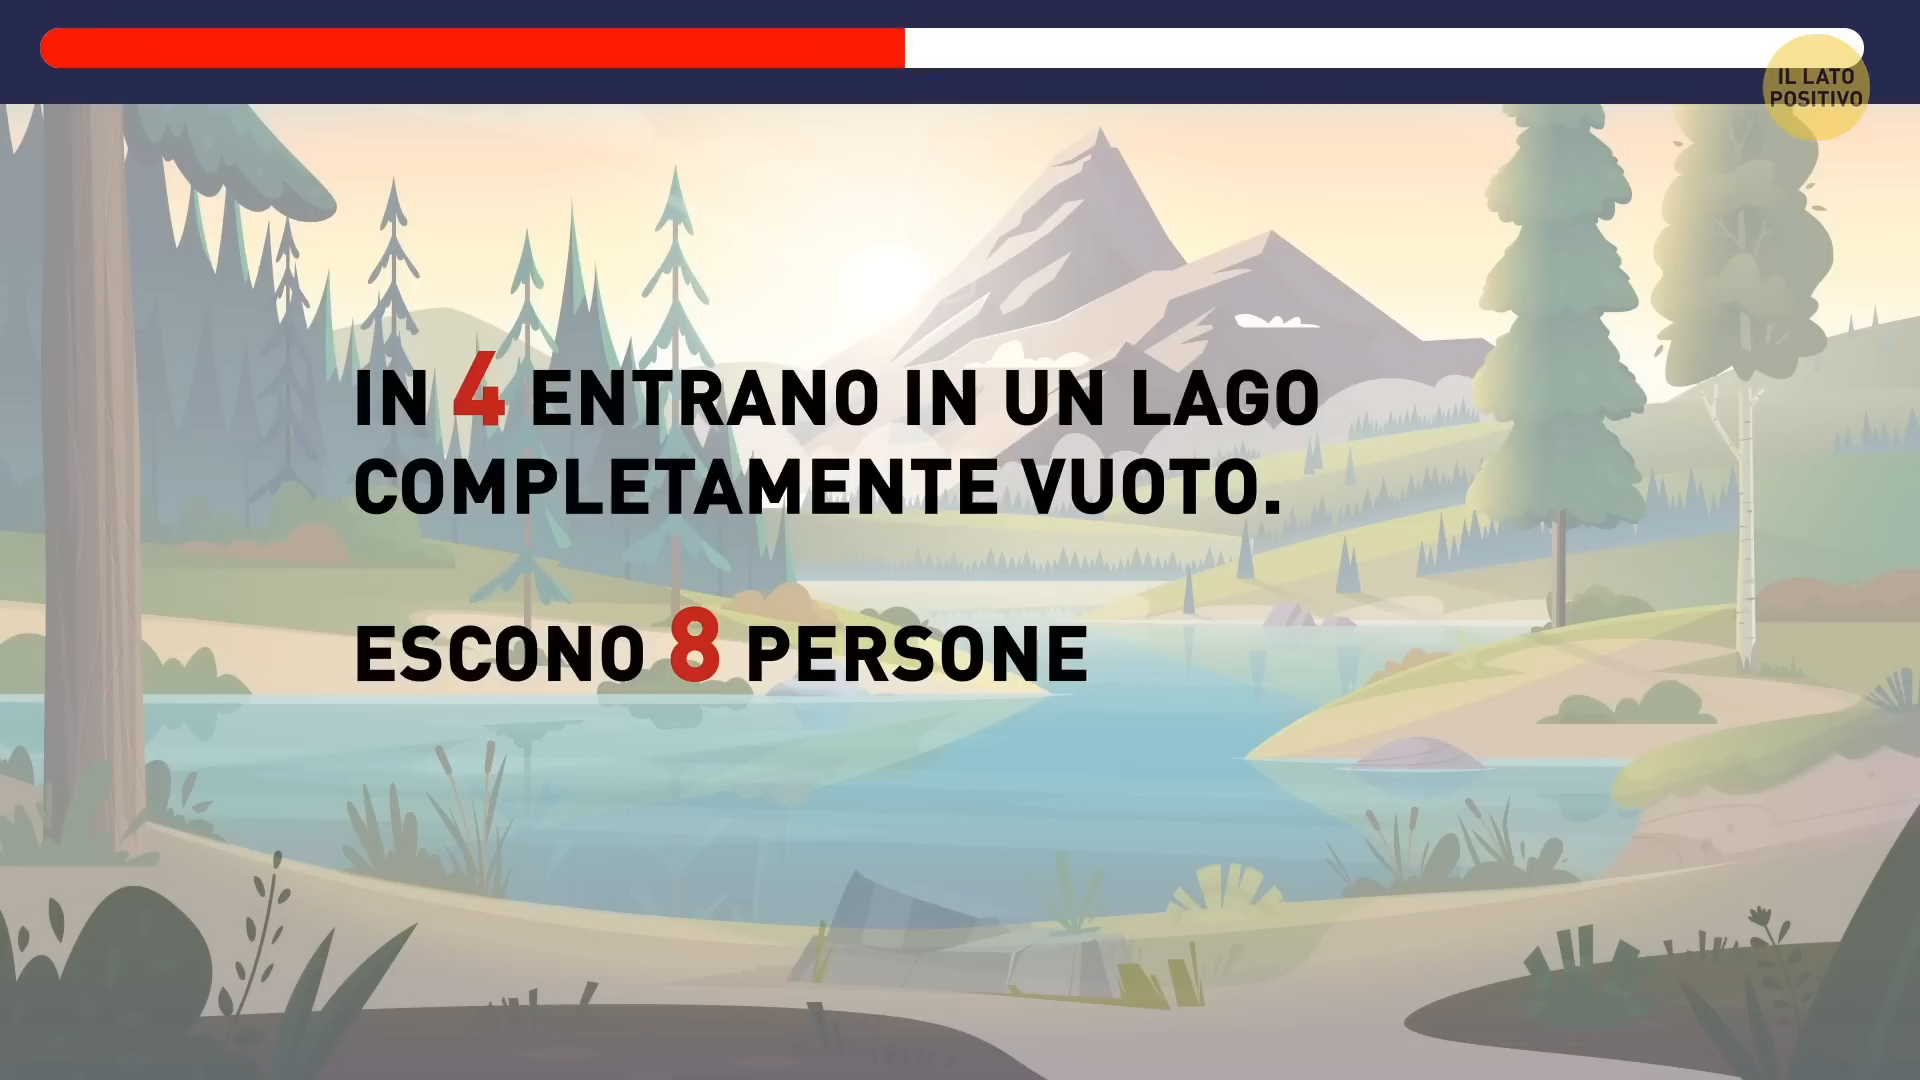 IL LATO
POSITIVO
IN 4 ENTRANO IN UN LAGO
COMPLETAMENTE VUOTO.
ESCONO 8 PERSONE